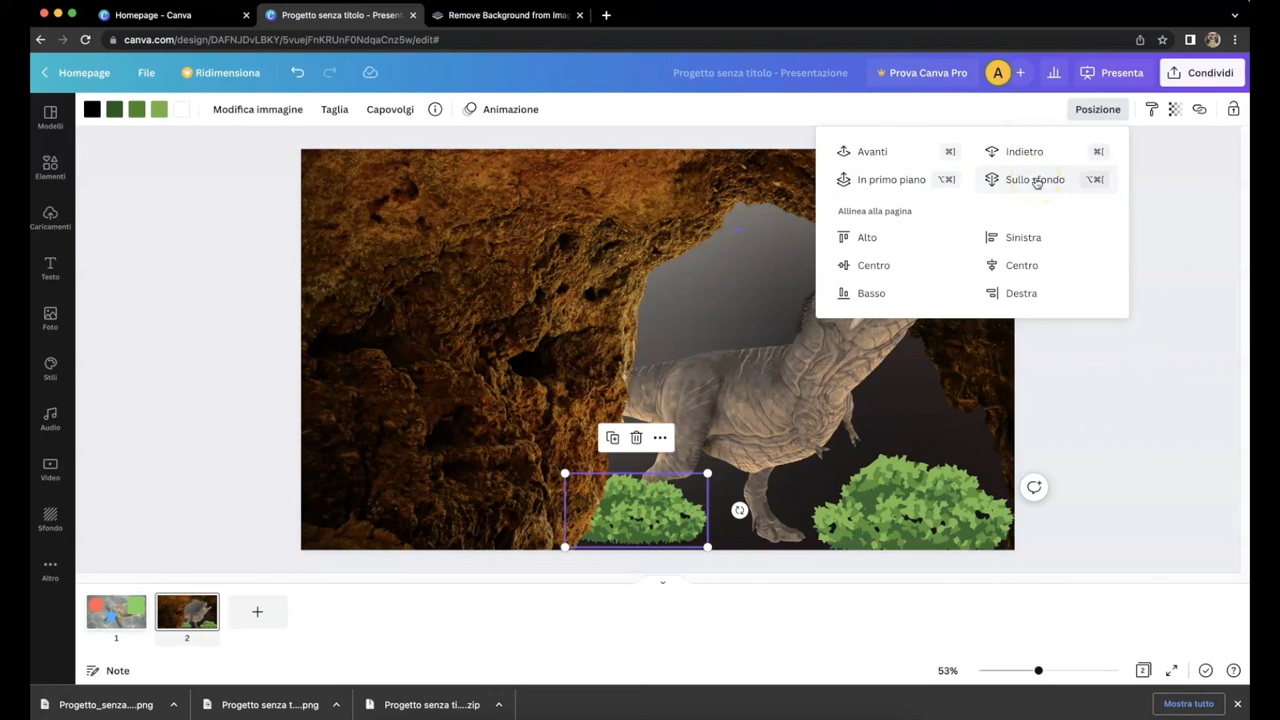 Homepage - Canva
Progetto senza titolo - Present
Remove Background from Imag
canva.com/design/DAFNJDvLBKY/5vuejFnKRUnF0NdqaCnz5w/edit#
Homepage
File
Ridimensiona
Progetto senza titolo - Presentazione
Prova Canva Pro
A
Presenta
Condividi
Modifica immagine
Taglia
Capovolgi
Animazione
Posizione
Modelli
Elementi
Caricamenti
Testo
Foto
Stili
Audio
Video
Sfondo
Altro
Avanti ⌘]
Indietro ⌘[
In primo piano ⌥⌘]
Sullo sfondo ⌥⌘[
Allinea alla pagina
Alto
Sinistra
Centro
Centro
Basso
Destra
1
2
Note
53%
2
Progetto_senza....png
Progetto senza t....png
Progetto senza ti....zip
Mostra tutto